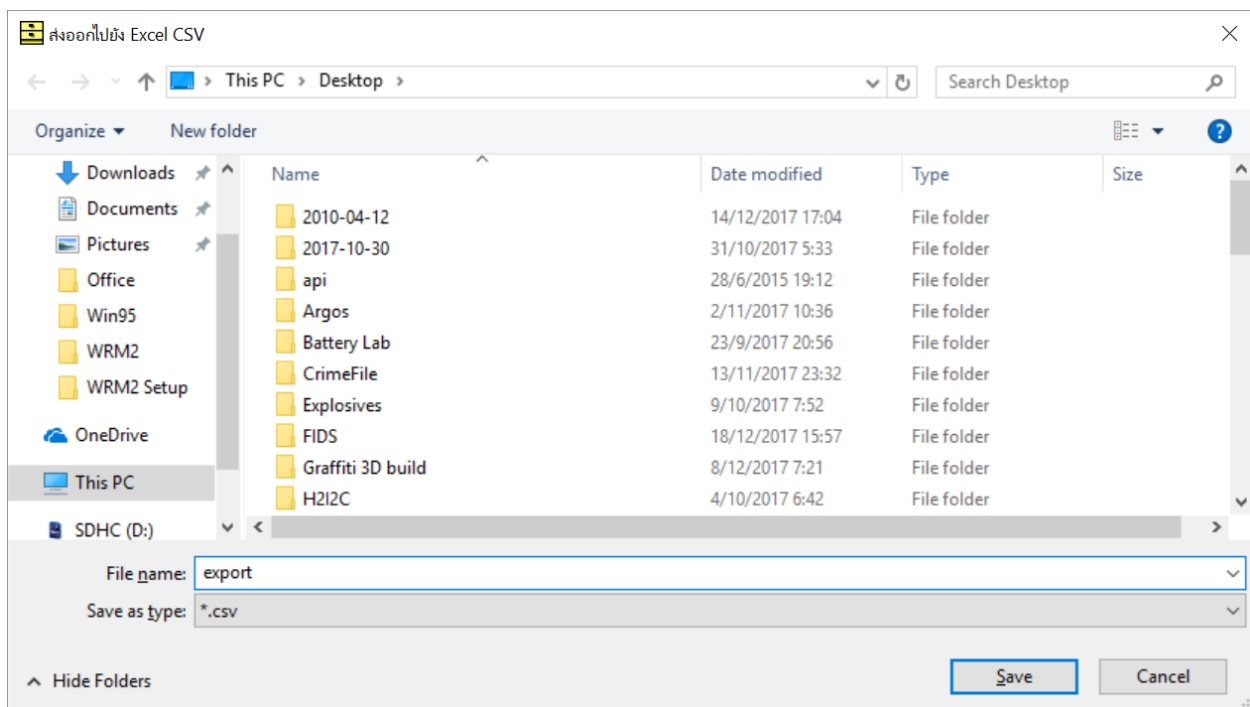 ส่งออกไปยัง Excel CSV
This PC > Desktop >
Search Desktop
Organize
New folder
Downloads
Documents
Pictures
Office
Win95
WRM2
WRM2 Setup
OneDrive
This PC
SDHC (D:)
Name Date modified Type Size
2010-04-12 14/12/2017 17:04 File folder
2017-10-30 31/10/2017 5:33 File folder
api 28/6/2015 19:12 File folder
Argos 2/11/2017 10:36 File folder
Battery Lab 23/9/2017 20:56 File folder
CrimeFile 13/11/2017 23:32 File folder
Explosives 9/10/2017 7:52 File folder
FIDS 18/12/2017 15:57 File folder
Graffiti 3D build 8/12/2017 7:21 File folder
H2I2C 4/10/2017 6:42 File folder
File name: export
Save as type: *.csv
Hide Folders
Save
Cancel